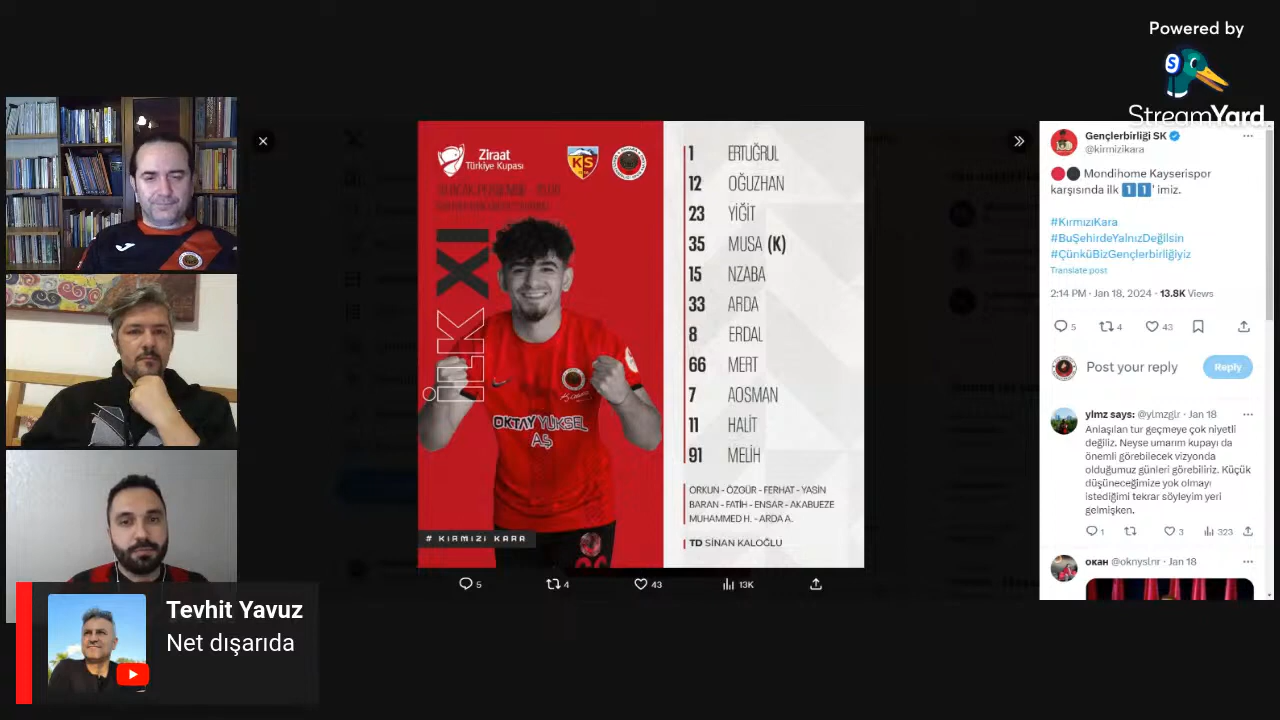 Powered by
StreamYard
Ziraat
Türkiye Kupası
KS
İLK XI
OKTAY YÜKSEL
AŞ
# KIRMIZI KARA
1 ERTUĞRUL
12 OĞUZHAN
23 YİĞİT
35 MUSA (K)
15 NZABA
33 ARDA
8 ERDAL
66 MERT
7 AOSMAN
11 HALİT
91 MELİH
ORKUN - ÖZGÜR - FERHAT - YASİN
BARAN - FATİH - ENSAR - AKABUEZE
MUHAMMED H. - ARDA A.
TD SİNAN KALOĞLU
5 4 43 13K
Gençlerbirliği SK
@kirmizikara
Mondihome Kayserispor
karşısında ilk 1️⃣1️⃣' imiz.
#KırmızıKara
#BuŞehirdeYalnızDeğilsin
#ÇünküBizGençlerbirliğiyiz
Translate post
2:14 PM · Jan 18, 2024 · 13.8K Views
5 4 43
Post your reply
Reply
ylmz says: @ylmzglr · Jan 18
Anlaşılan tur geçmeye çok niyetli
değiliz. Neyse umarım kupayı da
önemli görebilecek vizyonda
olduğumuz günleri görebiliriz. Küçük
düşüneceğimize yok olmayı
istediğimi tekrar söyleyim yeri
gelmişken.
1 3 323
окан @oknyslnr · Jan 18
Tevhit Yavuz
Net dışarıda